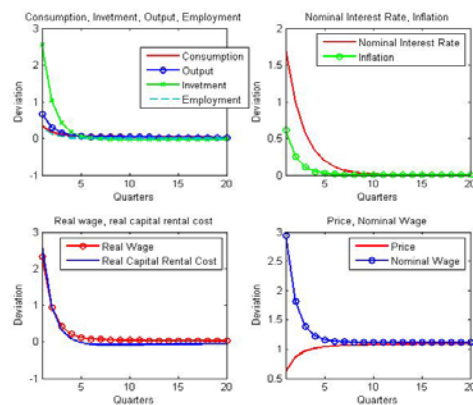 Consumption, Invetment, Output, Employment
3
2
1
0
-1
Deviation
Consumption
Output
Invetment
Employment
5 10 15 20
Quarters
Nominal Interest Rate, Inflation
2
1.5
1
0.5
0
Deviation
Nominal Interest Rate
Inflation
5 10 15 20
Quarters
Real wage, real capital rental cost
3
2
1
0
-1
Deviation
Real Wage
Real Capital Rental Cost
5 10 15 20
Quarters
Price, Nominal Wage
3
2.5
2
1.5
1
0.5
Deviation
Price
Nominal Wage
5 10 15 20
Quarters